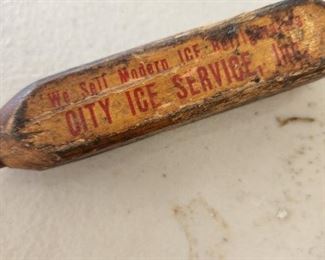 We Sell Modern ICE Refrigerators
CITY ICE SERVICE, Inc.